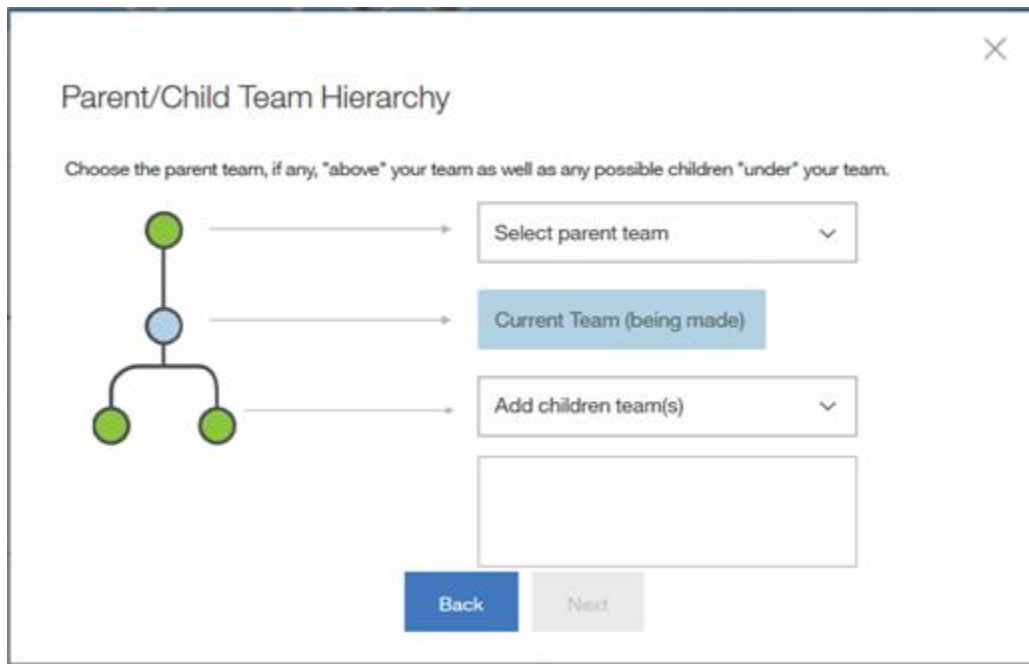 Parent/Child Team Hierarchy
Choose the parent team, if any, "above" your team as well as any possible children "under" your team.
Select parent team
Current Team (being made)
Add children team(s)
Back
Next